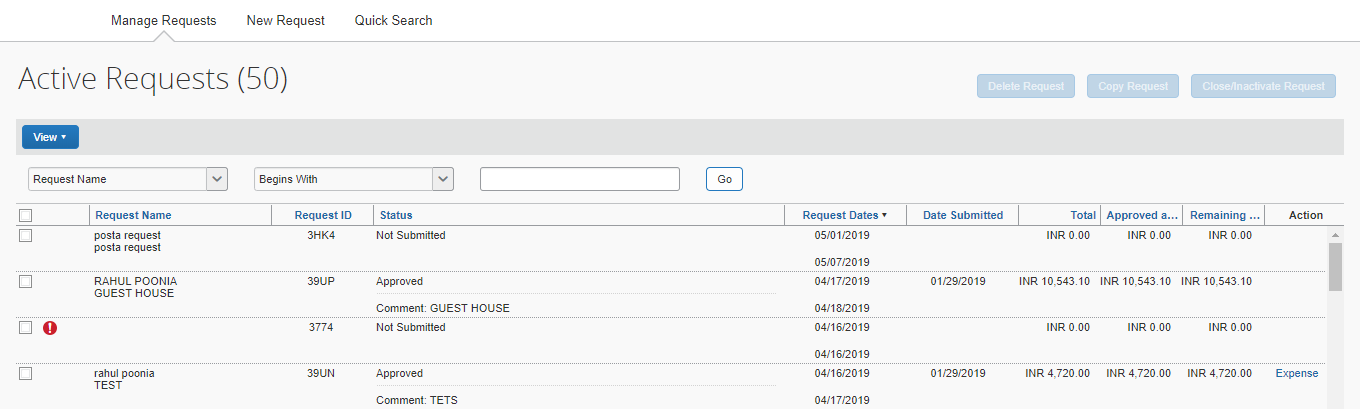 Manage Requests New Request Quick Search
Active Requests (50)
Delete Request Copy Request Close/Inactivate Request
View
Request Name Begins With Go
Request Name Request ID Status Request Dates Date Submitted Total Approved a... Remaining ... Action
posta request 3HK4 Not Submitted 05/01/2019 INR 0.00 INR 0.00 INR 0.00
posta request
05/07/2019
RAHUL POONIA 39UP Approved 04/17/2019 01/29/2019 INR 10,543.10 INR 10,543.10 INR 10,543.10
GUEST HOUSE
Comment: GUEST HOUSE 04/18/2019
3774 Not Submitted 04/16/2019 INR 0.00 INR 0.00 INR 0.00
04/16/2019
rahul poonia 39UN Approved 04/16/2019 01/29/2019 INR 4,720.00 INR 4,720.00 INR 4,720.00 Expense
TEST
Comment: TETS 04/17/2019